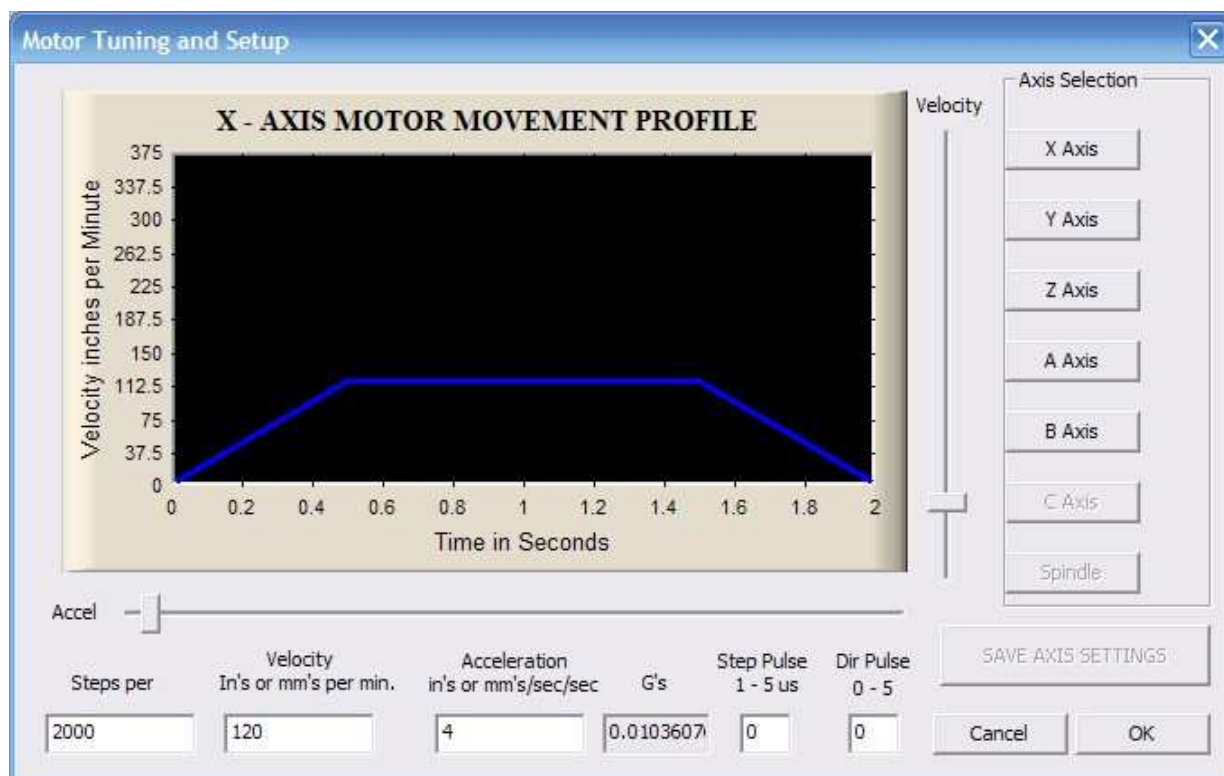 Motor Tuning and Setup
X - AXIS MOTOR MOVEMENT PROFILE
Velocity inches per Minute
375
337.5
300
262.5
225
187.5
150
112.5
75
37.5
0
0 0.2 0.4 0.6 0.8 1 1.2 1.4 1.6 1.8 2
Time in Seconds
Velocity
Axis Selection
X Axis
Y Axis
Z Axis
A Axis
B Axis
C Axis
Spindle
Accel
Steps per
Velocity
In's or mm's per min.
Acceleration
in's or mm's/sec/sec
G's
Step Pulse
1 - 5 us
Dir Pulse
0 - 5
SAVE AXIS SETTINGS
2000
120
4
0.0103607
0
0
Cancel
OK